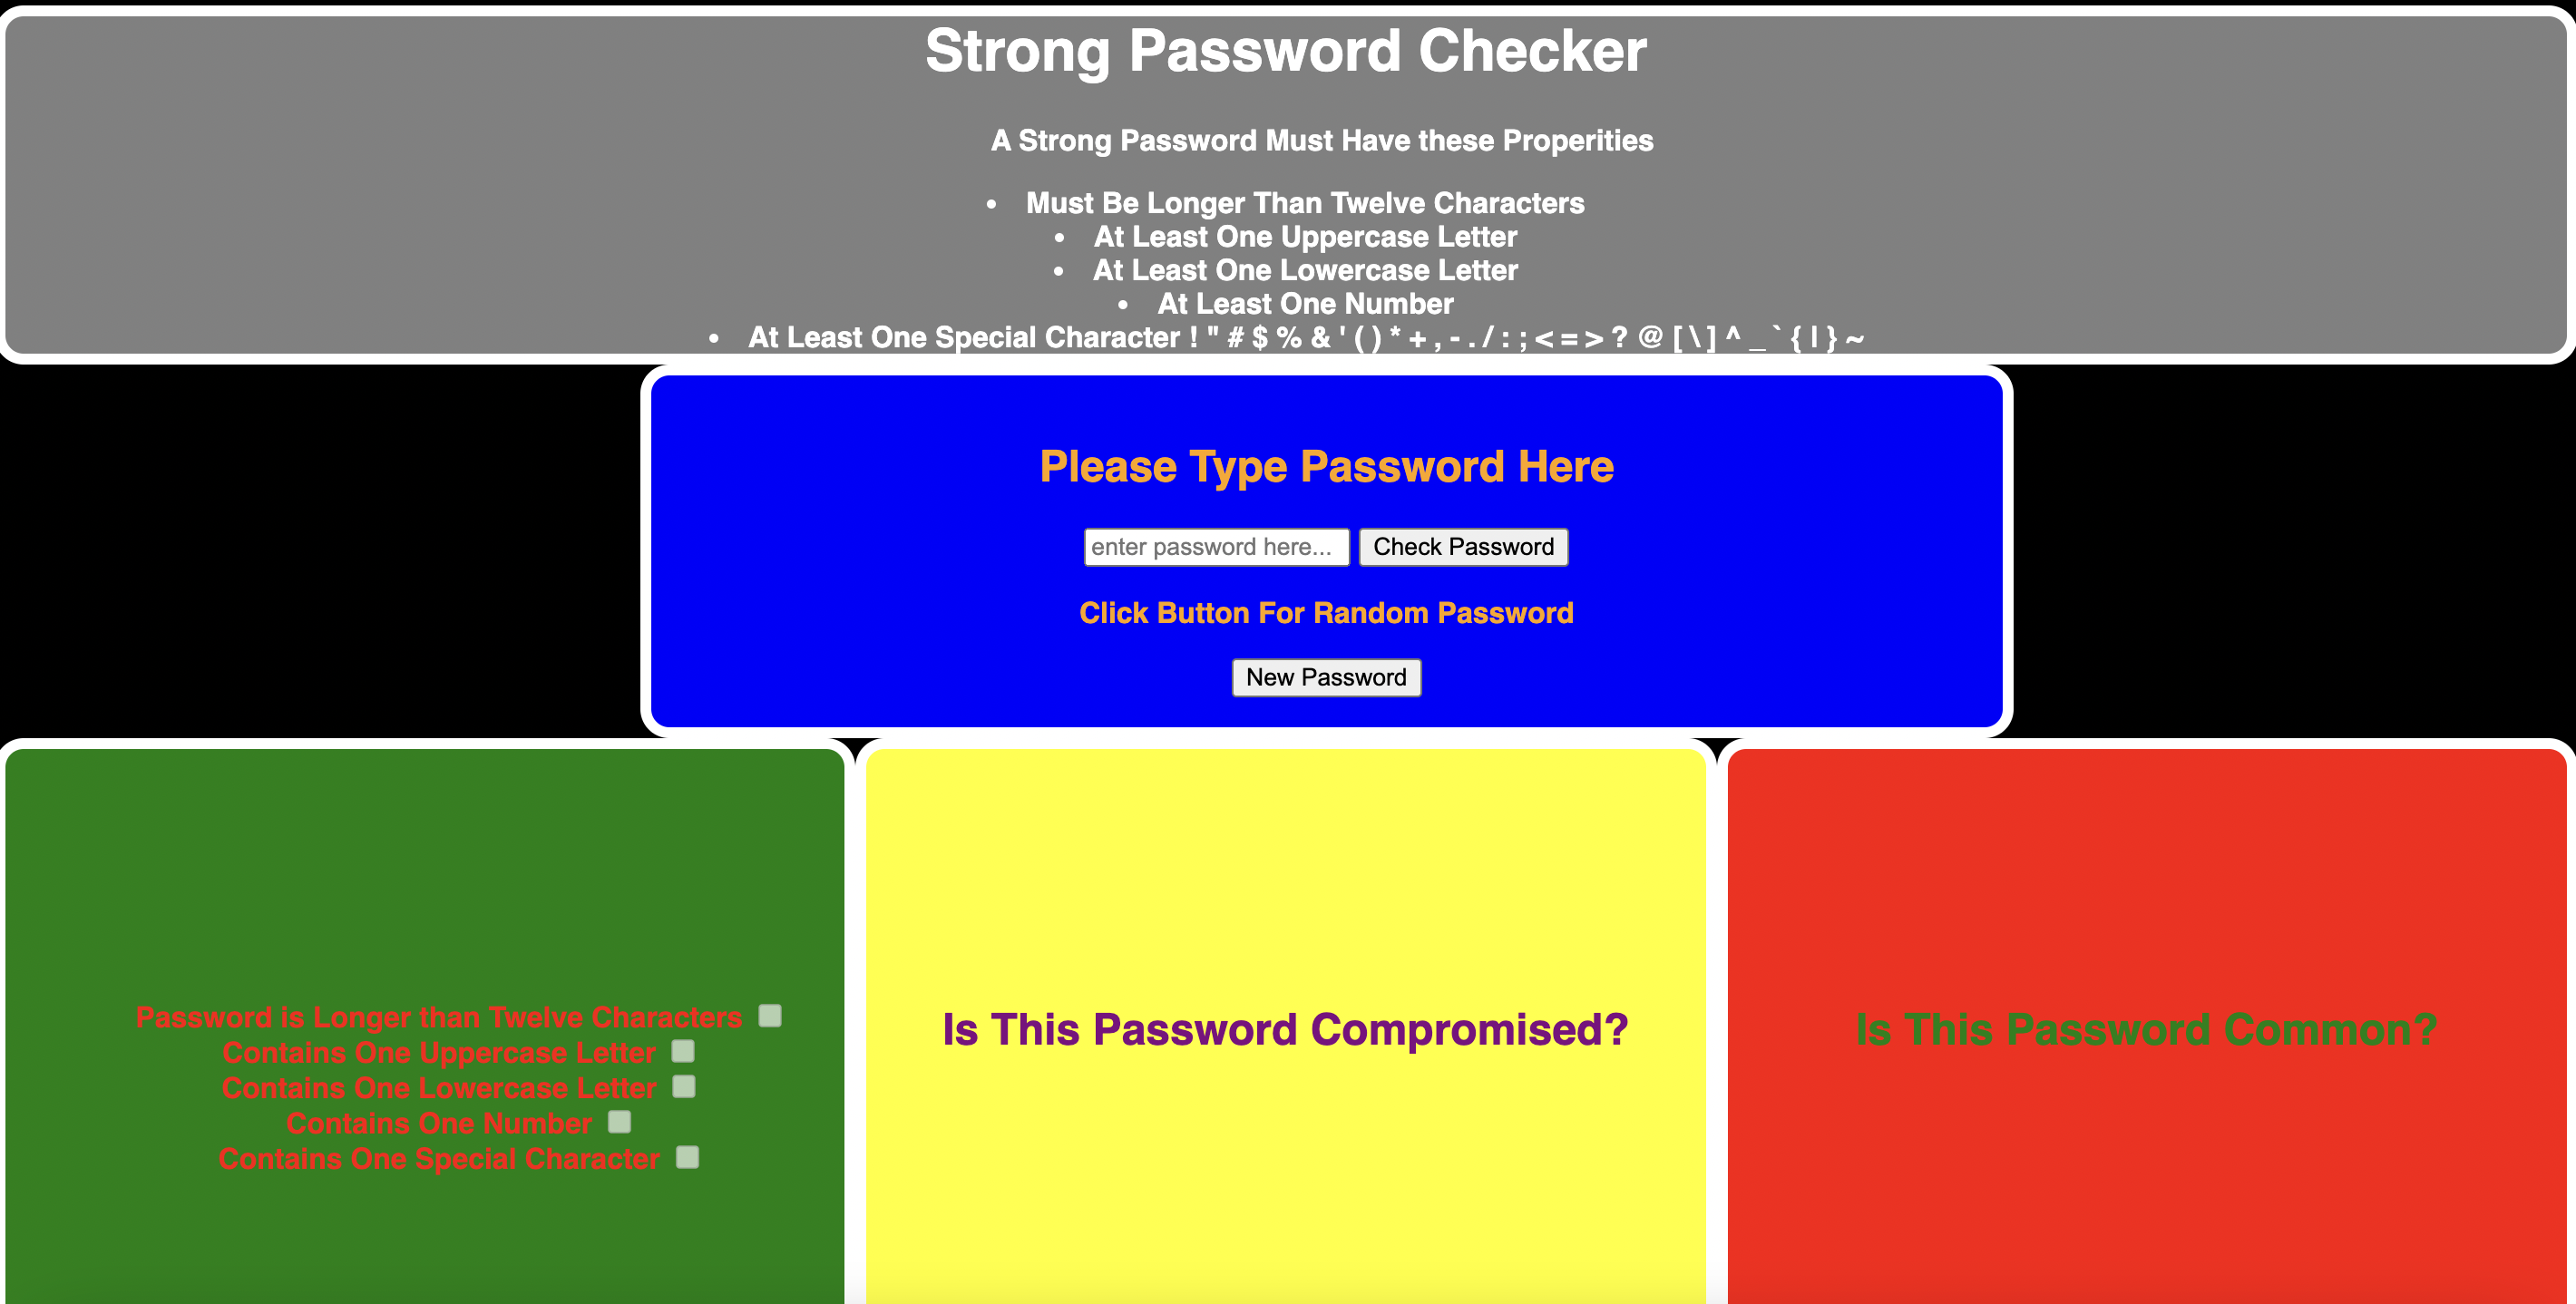 Strong Password Checker
A Strong Password Must Have these Properities
• Must Be Longer Than Twelve Characters
• At Least One Uppercase Letter
• At Least One Lowercase Letter
• At Least One Number
• At Least One Special Character ! " # $ % & ' ( ) * + , - . / : ; < = > ? @ [ \ ] ^ _ ` { | } ~
Please Type Password Here
enter password here... Check Password
Click Button For Random Password
New Password
Password is Longer than Twelve Characters
Contains One Uppercase Letter
Contains One Lowercase Letter
Contains One Number
Contains One Special Character
Is This Password Compromised?
Is This Password Common?